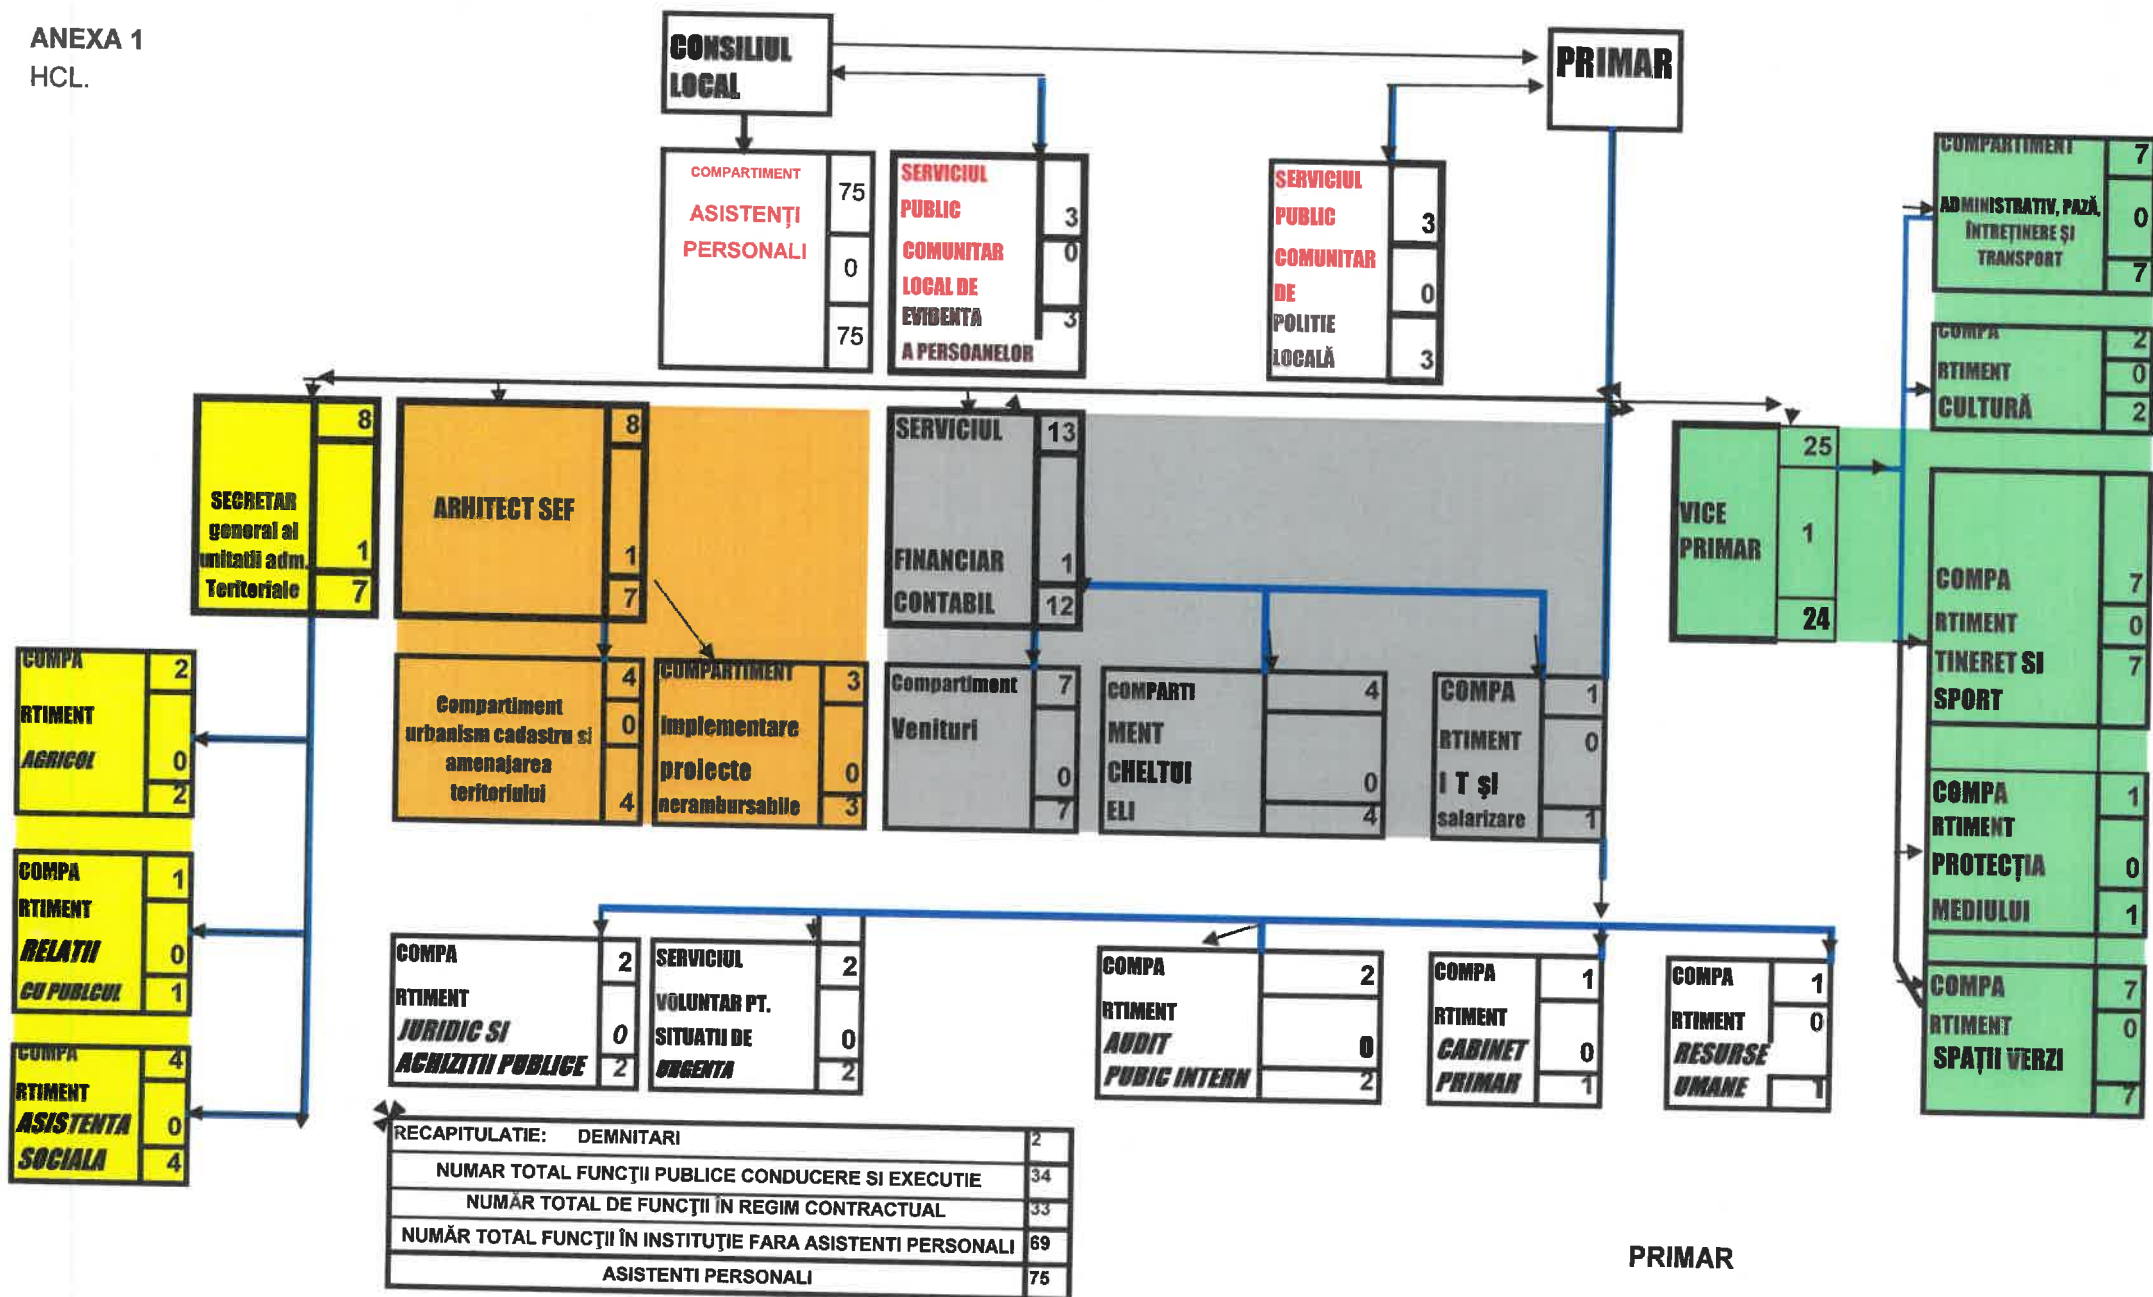 ANEXA 1
HCL.
CONSILIUL
LOCAL
PRIMAR
COMPARTIMENT
ASISTENȚI
PERSONALI
75
0
75
SERVICIUL
PUBLIC
COMUNITAR
LOCAL DE
EVIDENTA
A PERSOANELOR
3
0
3
SERVICIUL
PUBLIC
COMUNITAR
DE
POLITIE
LOCALĂ
3
0
3
COMPARTIMENT
ADMINISTRATIV, PAZĂ,
ÎNTREȚINERE ŞI
TRANSPORT
7
0
7
COMPA
RTIMENT
CULTURĂ
2
0
2
SECRETAR
general al
unitatii adm.
Teritoriale
8
1
7
ARHITECT SEF
8
1
7
SERVICIUL
FINANCIAR
CONTABIL
13
1
12
VICE
PRIMAR
25
1
24
COMPA
RTIMENT
TINERET SI
SPORT
7
0
7
COMPA
RTIMENT
AGRICOL
2
0
2
Compartiment
urbanism cadastru si
amenajarea
teritoriului
4
0
4
COMPARTIMENT
implementare
proiecte
nerambursabile
3
0
3
Compartiment
Venituri
7
0
7
COMPARTI
MENT
CHELTUI
ELI
4
0
4
COMPA
RTIMENT
I T şi
salarizare
1
0
1
COMPA
RTIMENT
PROTECȚIA
MEDIULUI
1
0
1
COMPA
RTIMENT
RELATII
CU PUBLCUL
1
0
1
COMPA
RTIMENT
JURIDIC SI
ACHIZITII PUBLICE
2
0
2
SERVICIUL
VOLUNTAR PT.
SITUATII DE
URGENTA
2
0
2
COMPA
RTIMENT
AUDIT
PUBIC INTERN
2
0
2
COMPA
RTIMENT
CABINET
PRIMAR
1
0
1
COMPA
RTIMENT
RESURSE
UMANE
1
0
1
COMPA
RTIMENT
SPAȚII VERZI
7
0
7
COMPA
RTIMENT
ASISTENTA
SOCIALA
4
0
4
RECAPITULATIE: DEMNITARI 2
NUMAR TOTAL FUNCȚII PUBLICE CONDUCERE SI EXECUTIE 34
NUMĂR TOTAL DE FUNCȚII ÎN REGIM CONTRACTUAL 33
NUMĂR TOTAL FUNCȚII ÎN INSTITUȚIE FARA ASISTENTI PERSONALI 69
ASISTENTI PERSONALI 75
PRIMAR